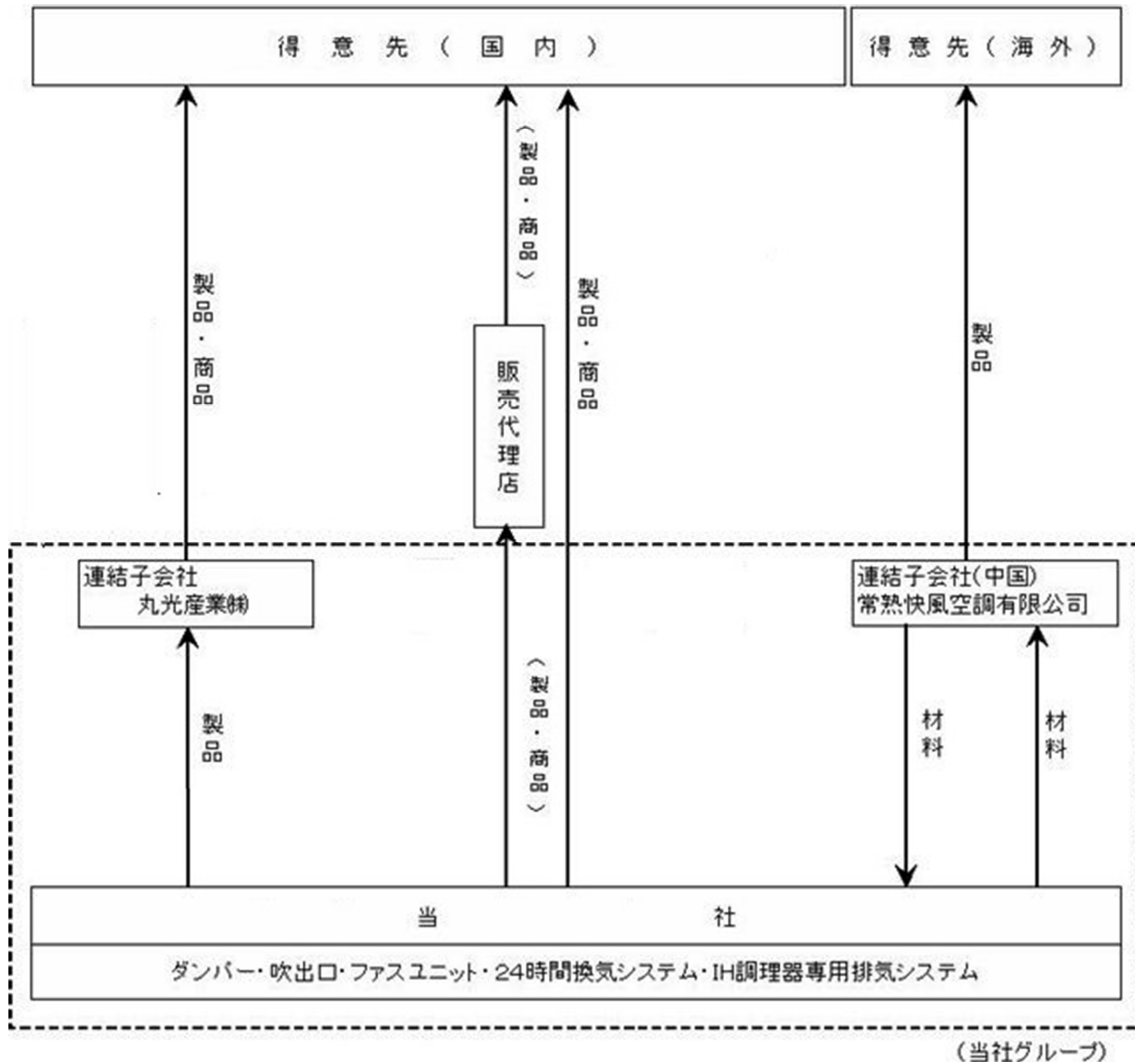 得意先(国内)
得意先(海外)
〈製品・商品〉
製品・商品
製品・商品
製品
販売代理店
連結子会社
丸光産業㈱
連結子会社(中国)
常熟快風空調有限公司
製品
〈製品・商品〉
材料
材料
当社
ダンパー・吹出口・ファスユニット・24時間換気システム・IH調理器専用排気システム
(当社グループ)